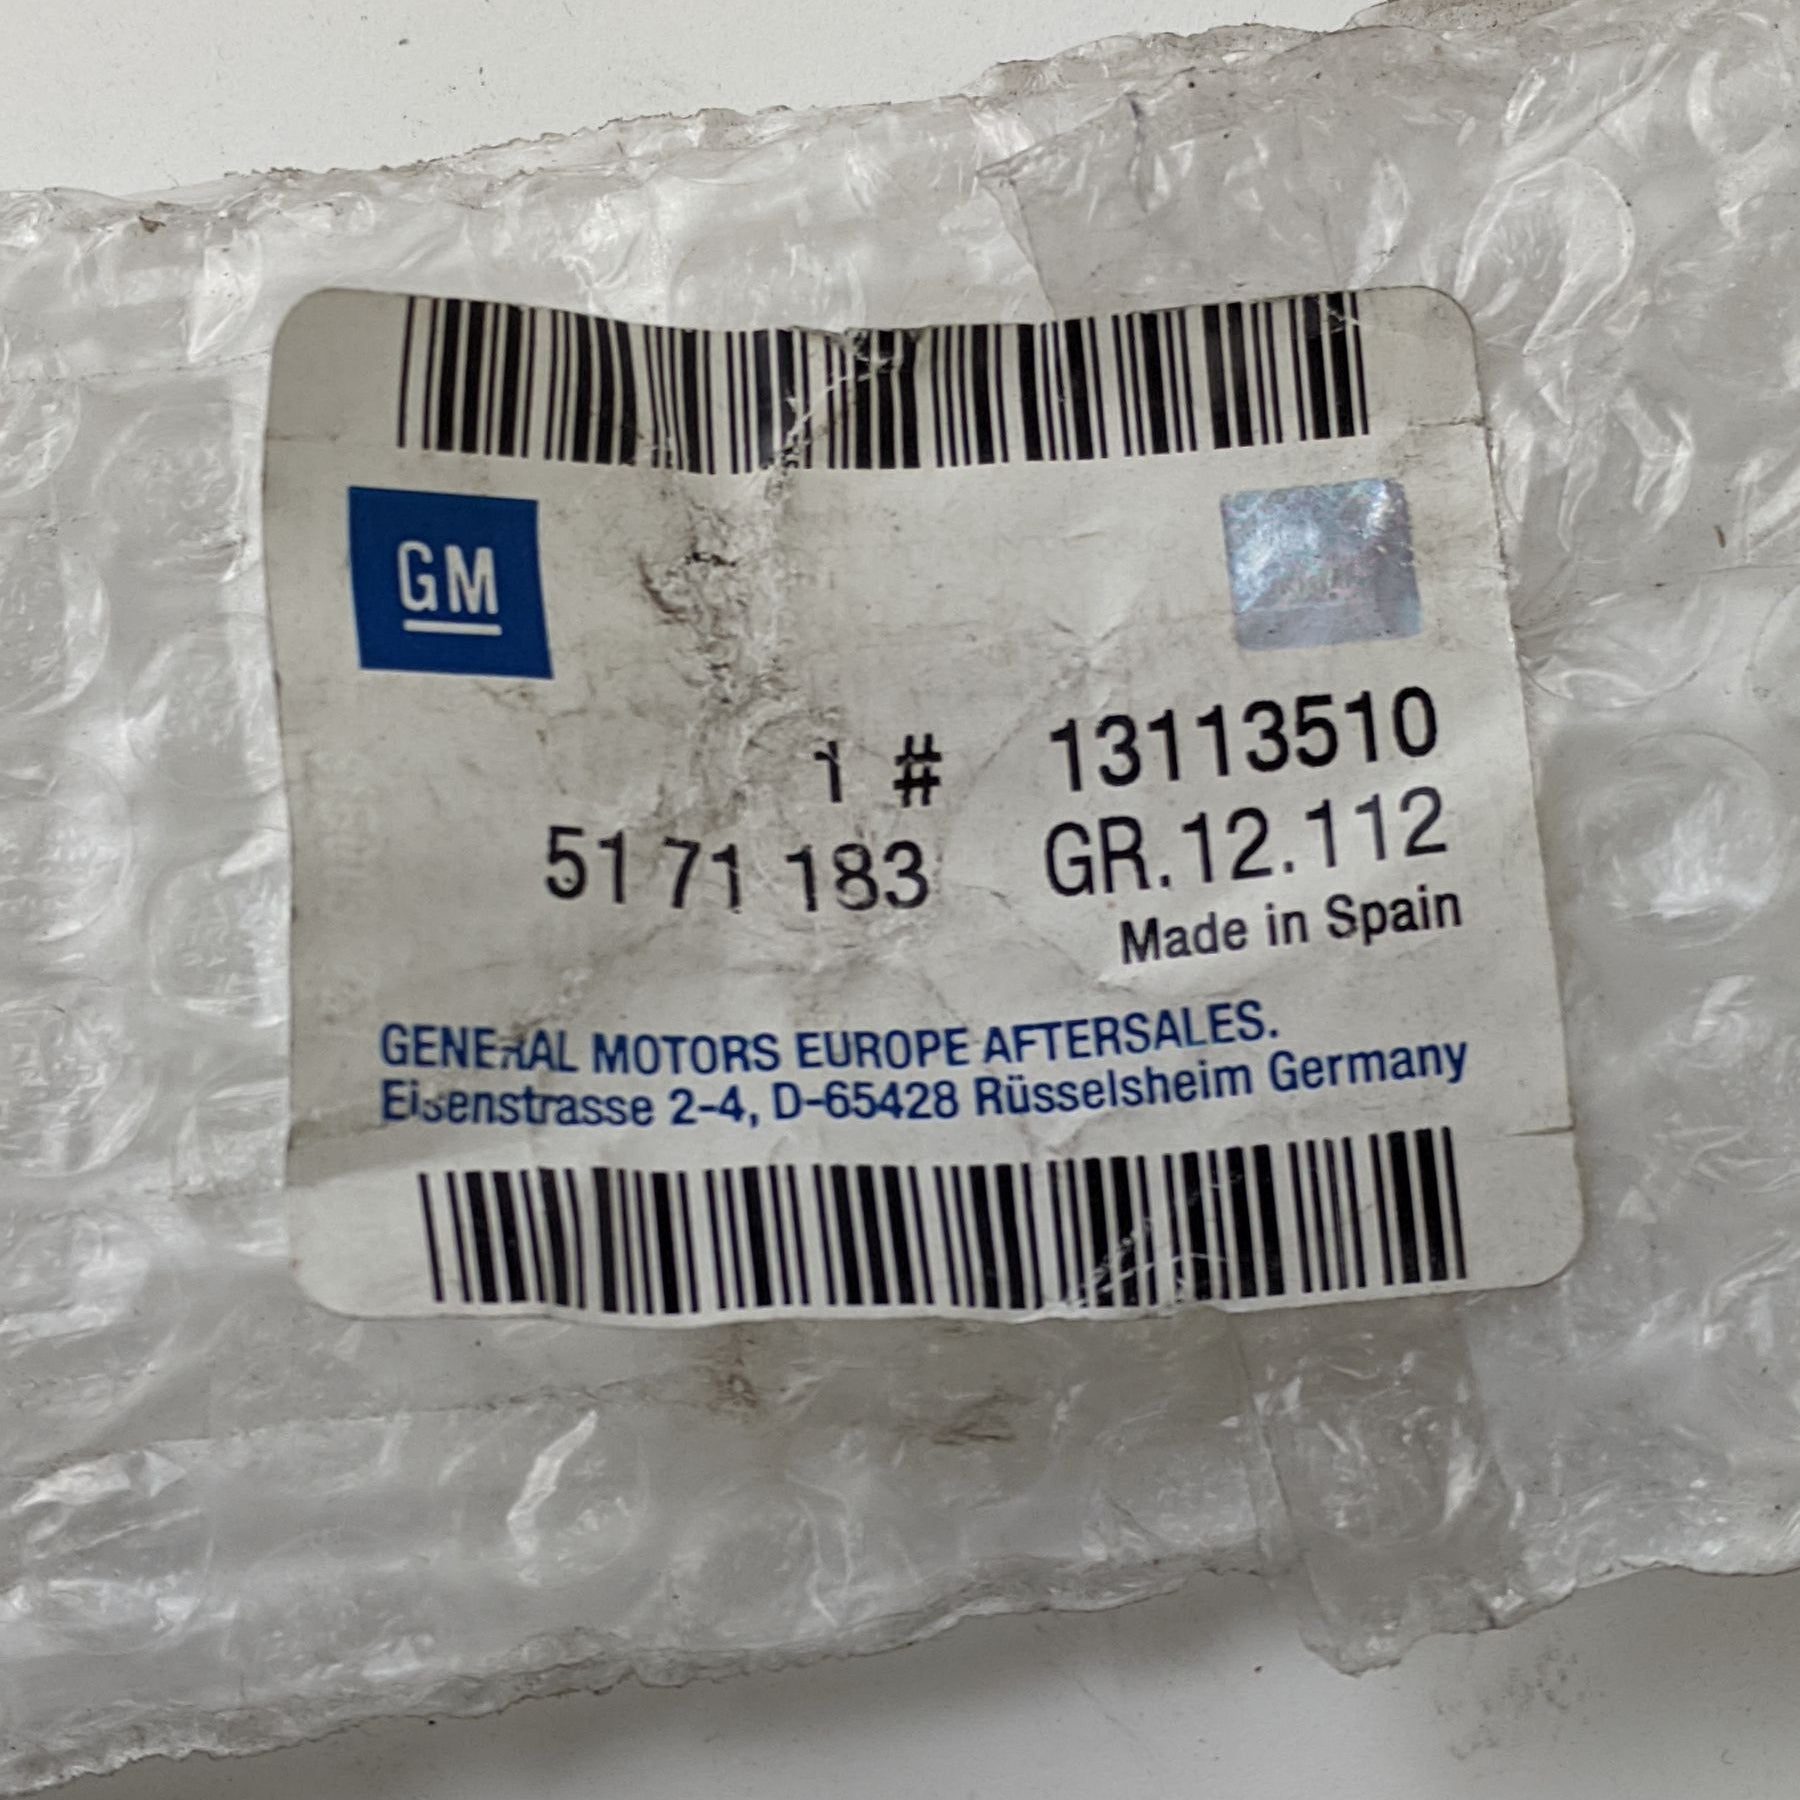 GM
1 # 13113510
51 71 183 GR.12.112
Made in Spain
GENERAL MOTORS EUROPE AFTERSALES.
Eisenstrasse 2-4, D-65428 Rüsselsheim Germany